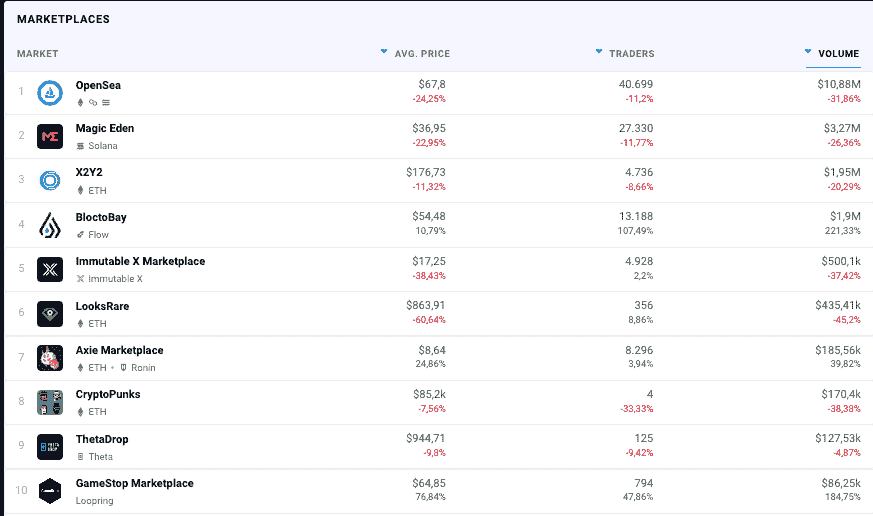 MARKETPLACES
MARKET AVG. PRICE TRADERS VOLUME
1 OpenSea $67,8 40.699 $10,88M
-24,25% -11,2% -31,86%
2 Magic Eden $36,95 27.330 $3,27M
Solana -22,95% -11,77% -26,36%
3 X2Y2 $176,73 4.736 $1,95M
ETH -11,32% -8,66% -20,29%
4 BloctoBay $54,48 13.188 $1,9M
Flow 10,79% 107,49% 221,33%
5 Immutable X Marketplace $17,25 4.928 $500,1k
Immutable X -38,43% 2,2% -37,42%
6 LooksRare $863,91 356 $435,41k
ETH -60,64% 8,86% -45,2%
7 Axie Marketplace $8,64 8.296 $185,56k
ETH • Ronin 24,86% 3,94% 39,82%
8 CryptoPunks $85,2k 4 $170,4k
ETH -7,56% -33,33% -38,38%
9 ThetaDrop $944,71 125 $127,53k
Theta -9,8% -9,42% -4,87%
10 GameStop Marketplace $64,85 794 $86,25k
Loopring 76,84% 47,86% 184,75%